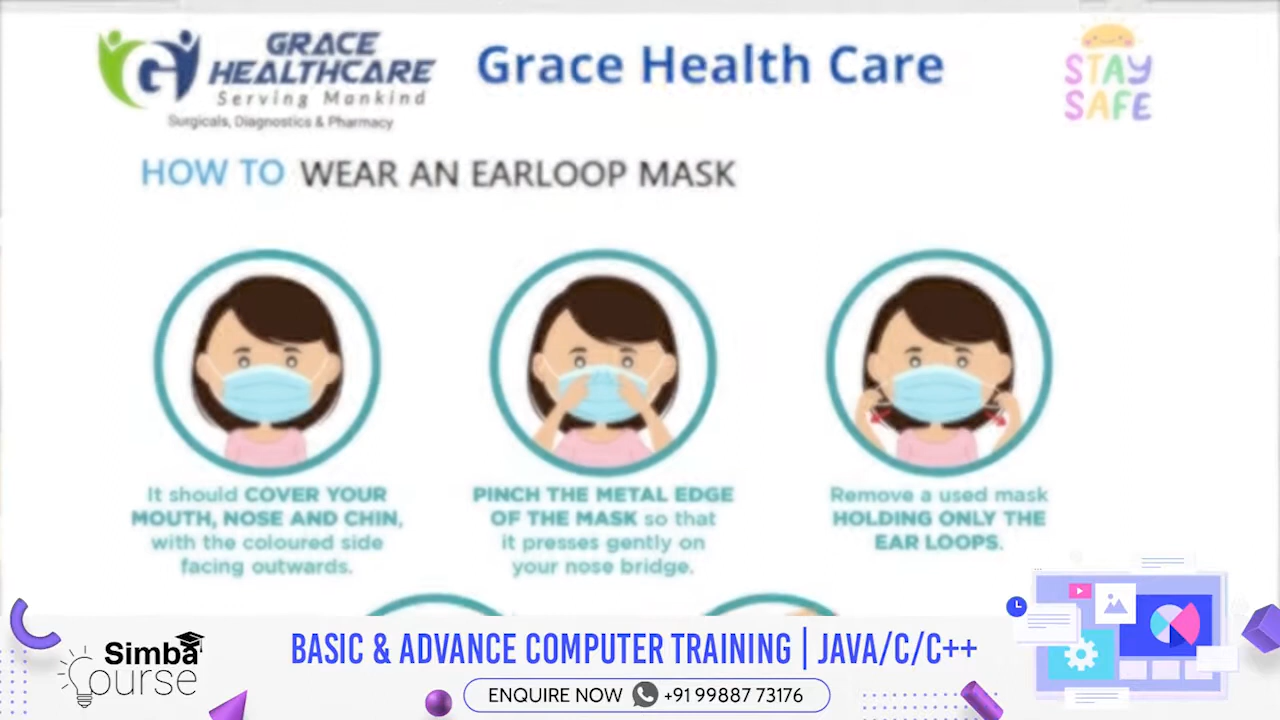 GRACE
HEALTHCARE
Serving Mankind
Surgicals, Diagnostics & Pharmacy
Grace Health Care
STAY
SAFE
HOW TO WEAR AN EARLOOP MASK
It should COVER YOUR
MOUTH, NOSE AND CHIN,
with the coloured side
facing outwards.
PINCH THE METAL EDGE
OF THE MASK so that
it presses gently on
your nose bridge.
Remove a used mask
HOLDING ONLY THE
EAR LOOPS.
Simba
Course
BASIC & ADVANCE COMPUTER TRAINING | JAVA/C/C++
ENQUIRE NOW +91 99887 73176